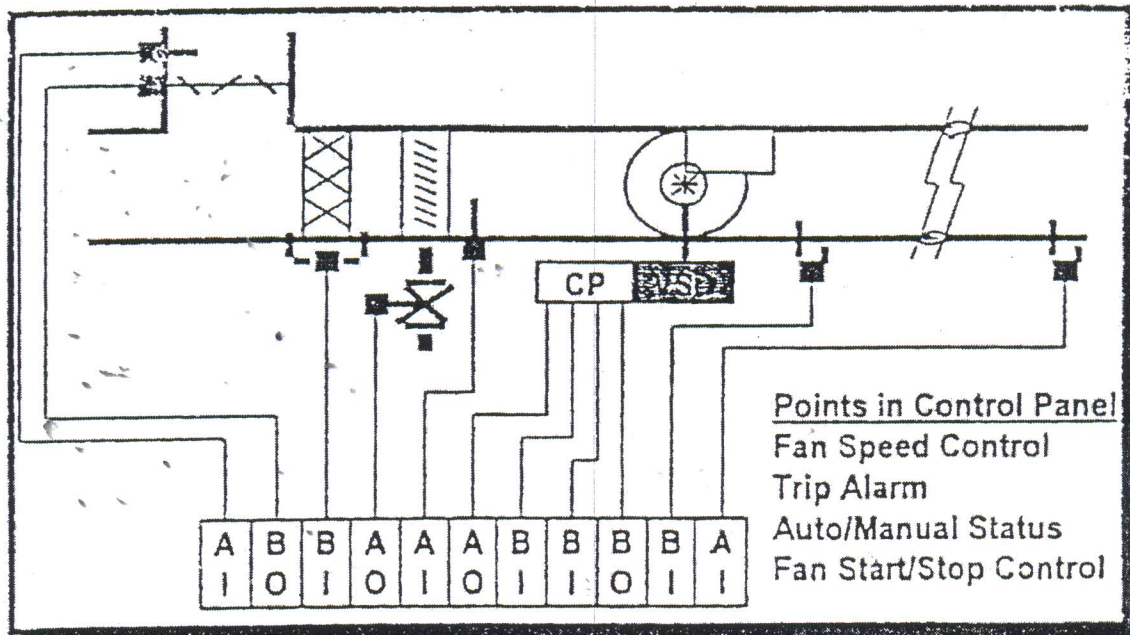 CP VSD
Points in Control Panel
Fan Speed Control
Trip Alarm
Auto/Manual Status
Fan Start/Stop Control
A B B A A A B B B B A
I O I O I O I I O I I